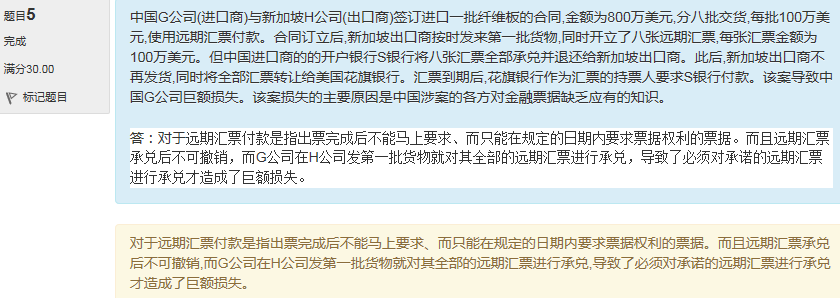 题目5
完成
满分30.00
标记题目
中国G公司(进口商)与新加坡H公司(出口商)签订进口一批纤维板的合同,金额为800万美元,分八批交货,每批100万美
元,使用远期汇票付款。合同订立后,新加坡出口商按时发来第一批货物,同时开立了八张远期汇票,每张汇票金额为
100万美元。但中国进口商的的开户银行S银行将八张汇票全部承兑并退还给新加坡出口商。此后,新加坡出口商不
再发货,同时将全部汇票转让给美国花旗银行。汇票到期后,花旗银行作为汇票的持票人要求S银行付款。该案导致中
国G公司巨额损失。该案损失的主要原因是中国涉案的各方对金融票据缺乏应有的知识。
答：对于远期汇票付款是指出票完成后不能马上要求、而只能在规定的日期内要求票据权利的票据。而且远期汇票
承兑后不可撤销，而G公司在H公司发第一批货物就对其全部的远期汇票进行承兑，导致了必须对承诺的远期汇票
进行承兑才造成了巨额损失。
对于远期汇票付款是指出票完成后不能马上要求、而只能在规定的日期内要求票据权利的票据。而且远期汇票承兑
后不可撤销,而G公司在H公司发第一批货物就对其全部的远期汇票进行承兑,导致了必须对承诺的远期汇票进行承兑
才造成了巨额损失。